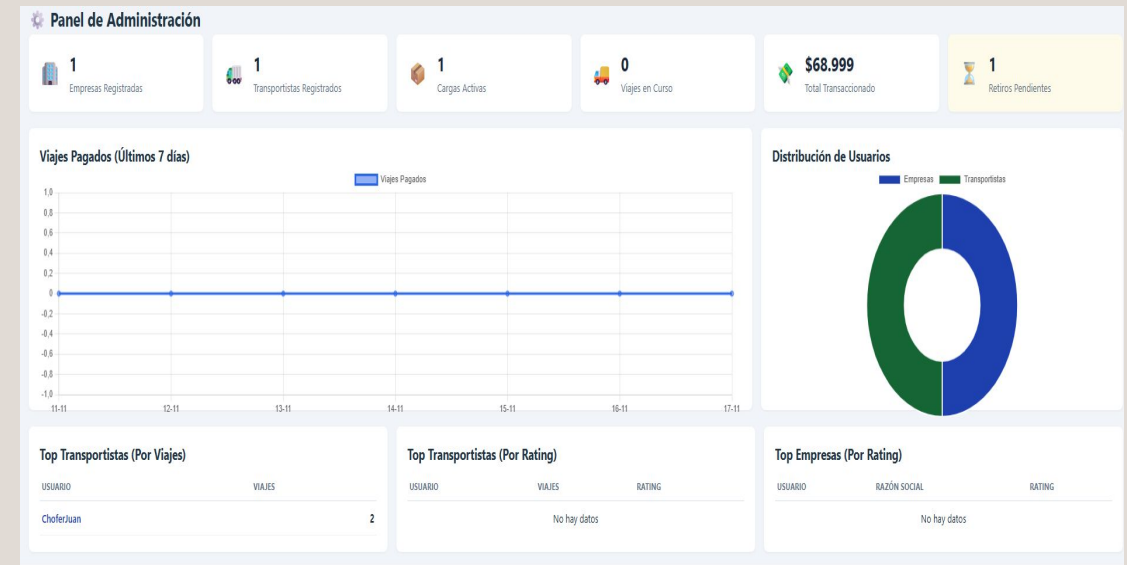 Panel de Administración
1
Empresas Registradas
1
Transportistas Registrados
1
Cargas Activas
0
Viajes en Curso
$68.999
Total Transaccionado
1
Retiros Pendientes
Viajes Pagados (Últimos 7 días)
Viajes Pagados
1,0
0,8
0,6
0,4
0,2
0
-0,2
-0,4
-0,6
-0,8
-1,0
11-11 12-11 13-11 14-11 15-11 16-11 17-11
Distribución de Usuarios
Empresas Transportistas
Top Transportistas (Por Viajes)
USUARIO VIAJES
ChoferJuan 2
Top Transportistas (Por Rating)
USUARIO VIAJES RATING
No hay datos
Top Empresas (Por Rating)
USUARIO RAZÓN SOCIAL RATING
No hay datos